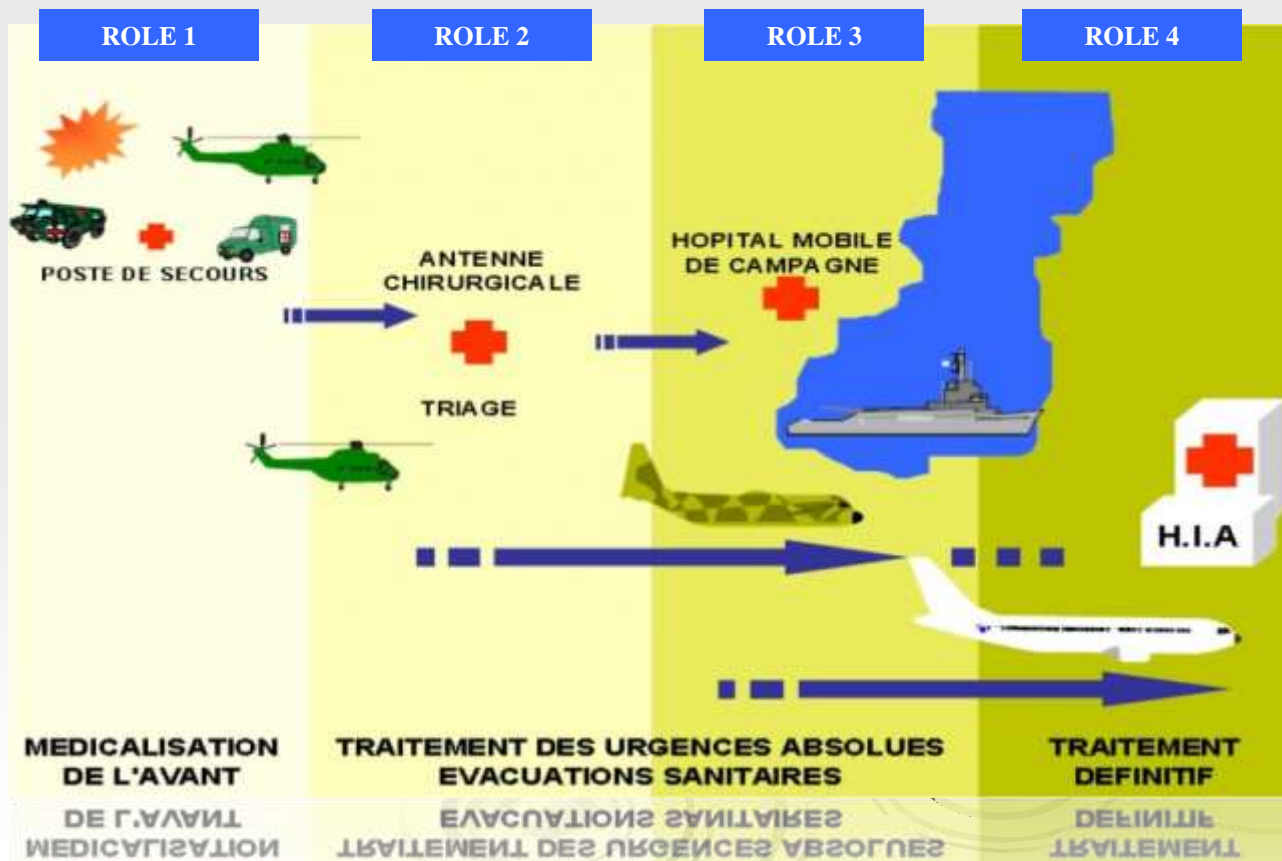 ROLE 1
ROLE 2
ROLE 3
ROLE 4
POSTE DE SECOURS
ANTENNE
CHIRURGICALE
TRIAGE
HOPITAL MOBILE
DE CAMPAGNE
H.I.A
MEDICALISATION
DE L'AVANT
TRAITEMENT DES URGENCES ABSOLUES
EVACUATIONS SANITAIRES
TRAITEMENT
DEFINITIF